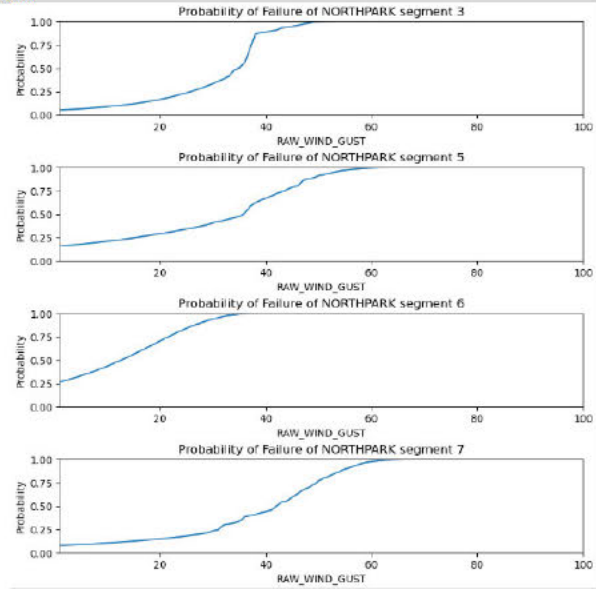 Probability of Failure of NORTHPARK segment 3
1.00
0.75
0.50
0.25
0.00
Probability
20 40 60 80 100
RAW_WIND_GUST
Probability of Failure of NORTHPARK segment 5
1.00
0.75
0.50
0.25
0.00
Probability
20 40 60 80 100
RAW_WIND_GUST
Probability of Failure of NORTHPARK segment 6
1.00
0.75
0.50
0.25
0.00
Probability
20 40 60 80 100
RAW_WIND_GUST
Probability of Failure of NORTHPARK segment 7
1.00
0.75
0.50
0.25
0.00
Probability
20 40 60 80 100
RAW_WIND_GUST